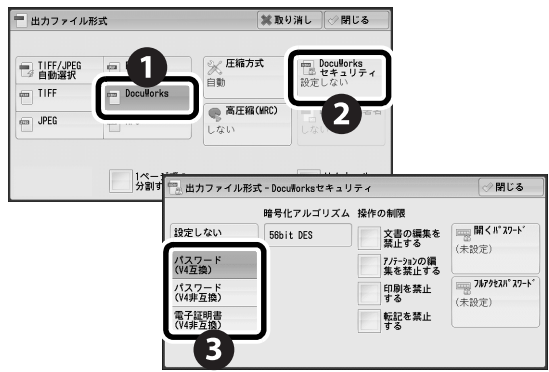 出力ファイル形式
取り消し
閉じる
TIFF/JPEG
自動選択
TIFF
JPEG
DocuWorks
圧縮方式
自動
高圧縮(MRC)
しない
DocuWorks
セキュリティ
設定しない
1
2
1ページ
分割す
出力ファイル形式 - DocuWorksセキュリティ
閉じる
設定しない
パスワード
(V4互換)
パスワード
(V4非互換)
電子証明書
(V4非互換)
3
暗号化アルゴリズム
56bit DES
操作の制限
文書の編集を
禁止する
アノテーションの編
集を禁止する
印刷を禁止
する
転記を禁止
する
開くパスワード
(未設定)
フルアクセスパスワード
(未設定)